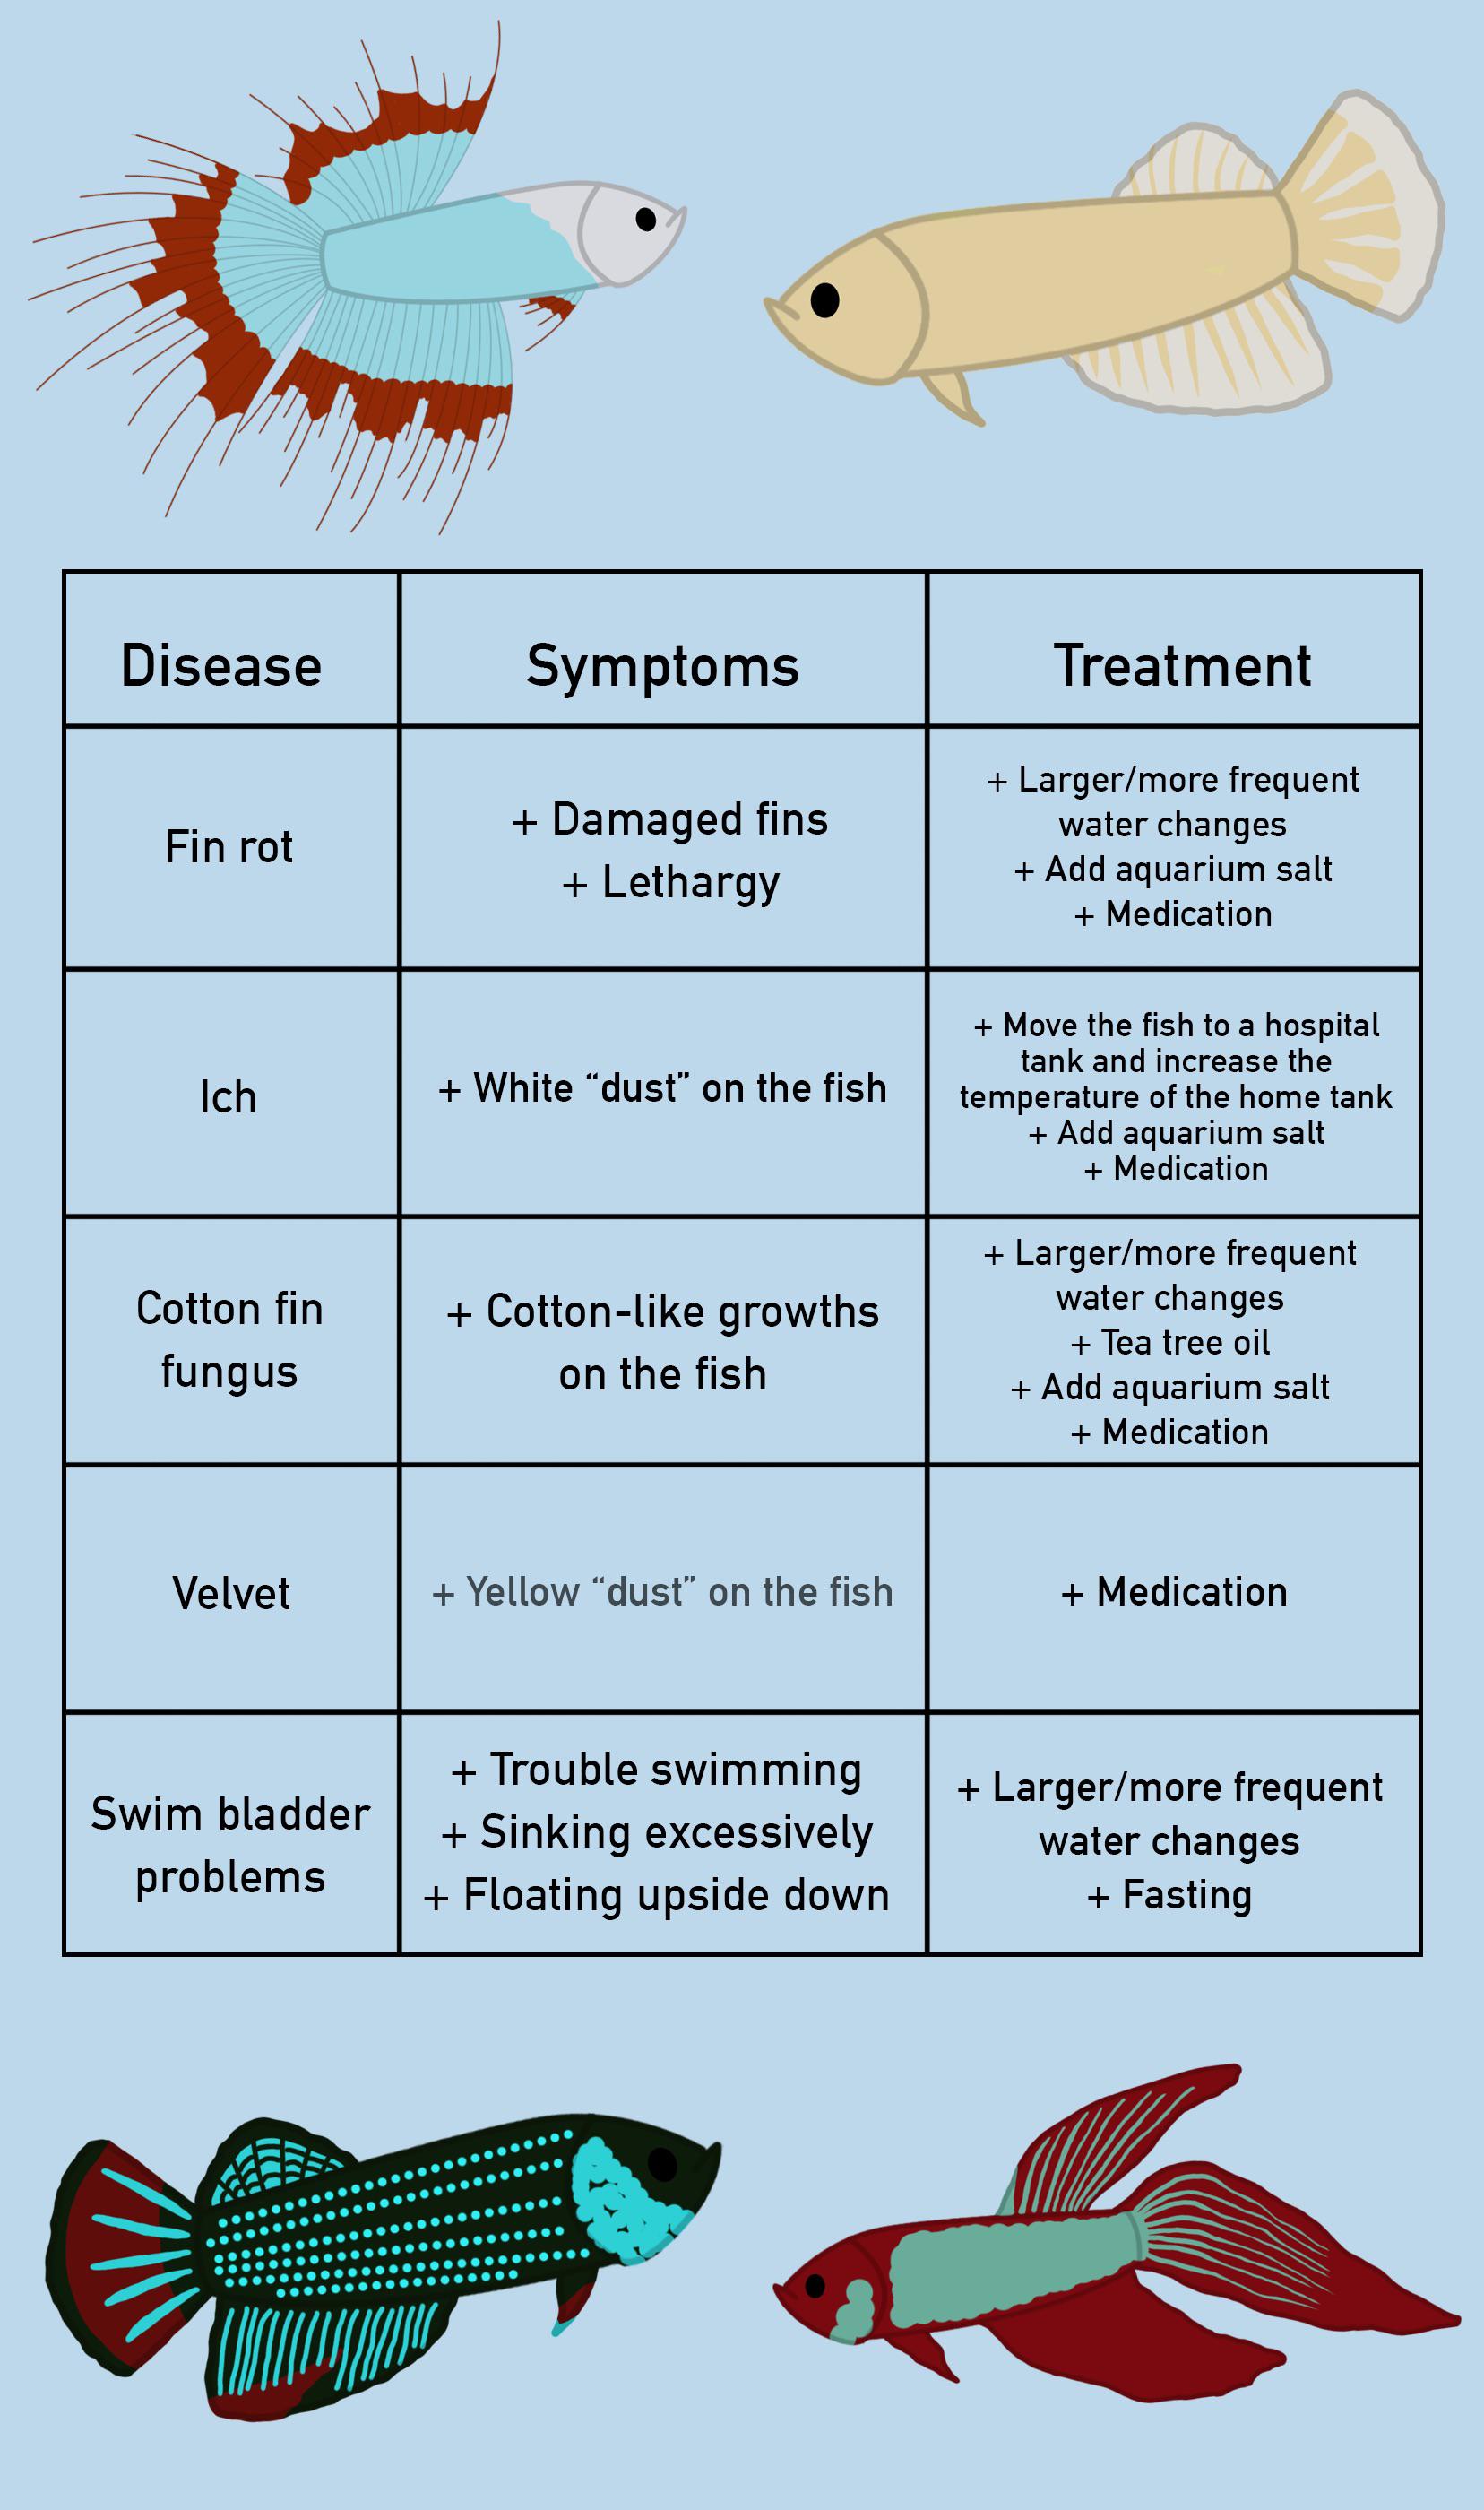 Disease
Symptoms
Treatment
Fin rot
+ Damaged fins
+ Lethargy
+ Larger/more frequent
water changes
+ Add aquarium salt
+ Medication
Ich
+ White “dust” on the fish
+ Move the fish to a hospital
tank and increase the
temperature of the home tank
+ Add aquarium salt
+ Medication
Cotton fin
fungus
+ Cotton-like growths
on the fish
+ Larger/more frequent
water changes
+ Tea tree oil
+ Add aquarium salt
+ Medication
Velvet
+ Yellow “dust” on the fish
+ Medication
Swim bladder
problems
+ Trouble swimming
+ Sinking excessively
+ Floating upside down
+ Larger/more frequent
water changes
+ Fasting